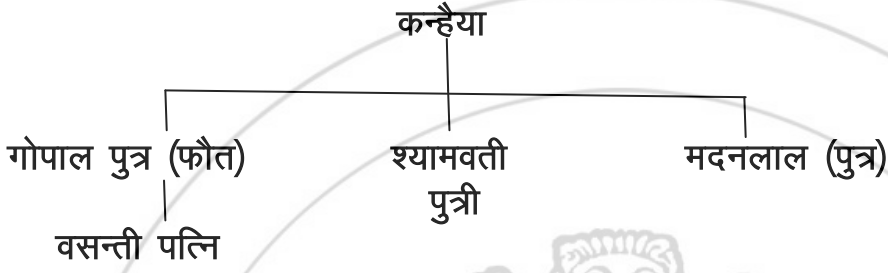 कन्हैया
गोपाल पुत्र (फौत) श्यामवती मदनलाल (पुत्र)
पुत्री
वसन्ती पत्नि